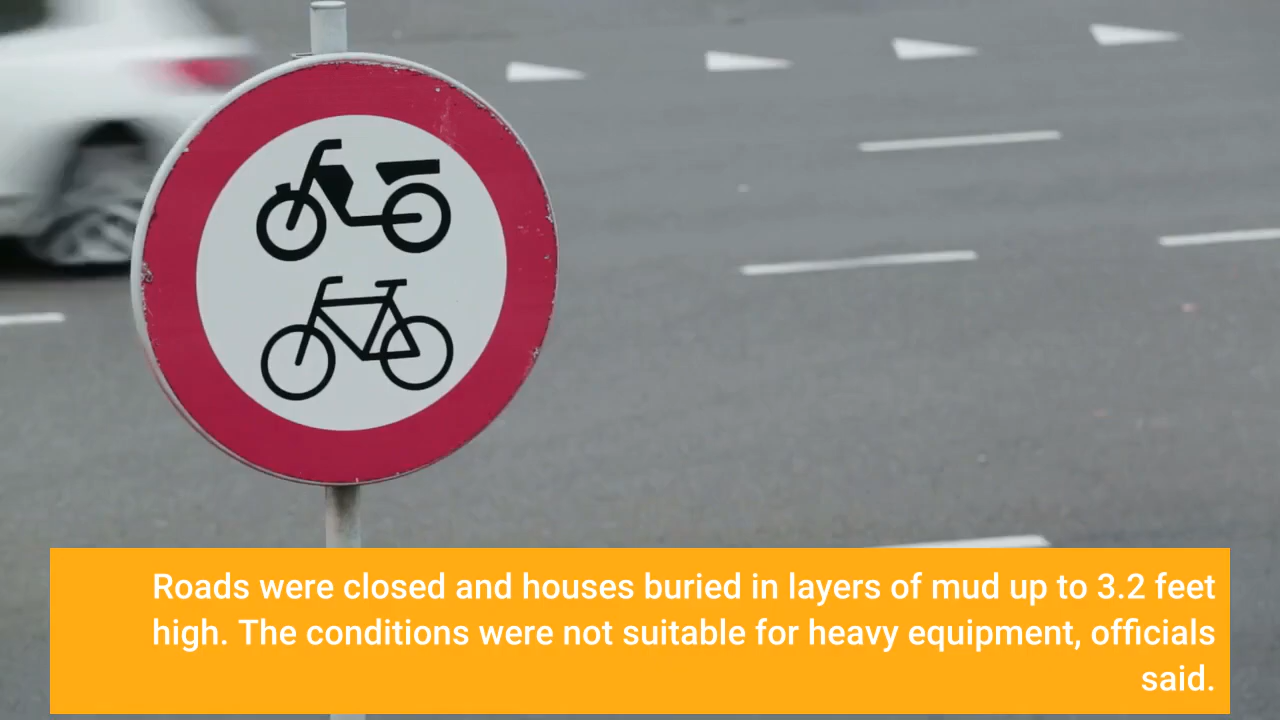 Roads were closed and houses buried in layers of mud up to 3.2 feet
high. The conditions were not suitable for heavy equipment, officials
said.